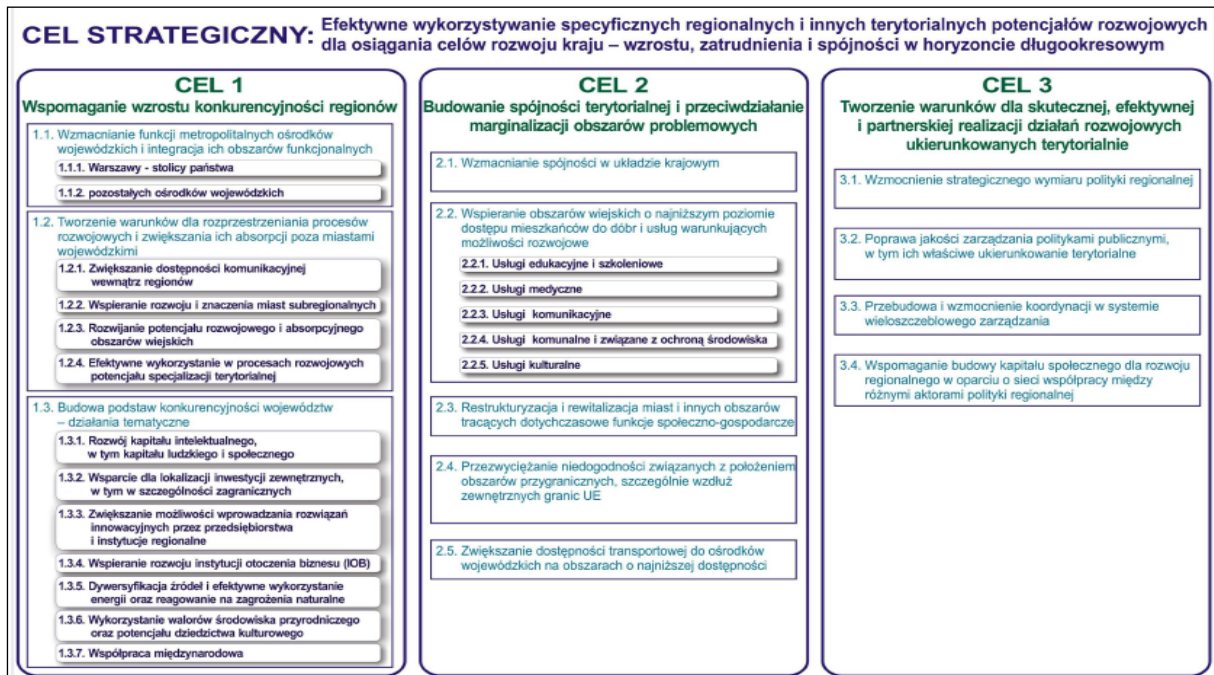 CEL STRATEGICZNY: Efektywne wykorzystywanie specyficznych regionalnych i innych terytorialnych potencjałów rozwojowych
dla osiągania celów rozwoju kraju – wzrostu, zatrudnienia i spójności w horyzoncie długookresowym
CEL 1
Wspomaganie wzrostu konkurencyjności regionów
1.1. Wzmacnianie funkcji metropolitalnych ośrodków
wojewódzkich i integracja ich obszarów funkcjonalnych
1.1.1. Warszawy - stolicy państwa
1.1.2. pozostałych ośrodków wojewódzkich
1.2. Tworzenie warunków dla rozprzestrzeniania procesów
rozwojowych i zwiększania ich absorpcji poza miastami
wojewódzkimi
1.2.1. Zwiększanie dostępności komunikacyjnej
wewnątrz regionów
1.2.2. Wspieranie rozwoju i znaczenia miast subregionalnych
1.2.3. Rozwijanie potencjału rozwojowego i absorpcyjnego
obszarów wiejskich
1.2.4. Efektywne wykorzystanie w procesach rozwojowych
potencjału specjalizacji terytorialnej
1.3. Budowa podstaw konkurencyjności województw
– działania tematyczne
1.3.1. Rozwój kapitału intelektualnego,
w tym kapitału ludzkiego i społecznego
1.3.2. Wsparcie dla lokalizacji inwestycji zewnętrznych,
w tym w szczególności zagranicznych
1.3.3. Zwiększanie możliwości wprowadzania rozwiązań
innowacyjnych przez przedsiębiorstwa
i instytucje regionalne
1.3.4. Wspieranie rozwoju instytucji otoczenia biznesu (IOB)
1.3.5. Dywersyfikacja źródeł i efektywne wykorzystanie
energii oraz reagowanie na zagrożenia naturalne
1.3.6. Wykorzystanie walorów środowiska przyrodniczego
oraz potencjału dziedzictwa kulturowego
1.3.7. Współpraca międzynarodowa
CEL 2
Budowanie spójności terytorialnej i przeciwdziałanie
marginalizacji obszarów problemowych
2.1. Wzmacnianie spójności w układzie krajowym
2.2. Wspieranie obszarów wiejskich o najniższym poziomie
dostępu mieszkańców do dóbr i usług warunkujących
możliwości rozwojowe
2.2.1. Usługi edukacyjne i szkoleniowe
2.2.2. Usługi medyczne
2.2.3. Usługi komunikacyjne
2.2.4. Usługi komunalne i związane z ochroną środowiska
2.2.5. Usługi kulturalne
2.3. Restrukturyzacja i rewitalizacja miast i innych obszarów
tracących dotychczasowe funkcje społeczno-gospodarcze
2.4. Przezwyciężanie niedogodności związanych z położeniem
obszarów przygranicznych, szczególnie wzdłuż
zewnętrznych granic UE
2.5. Zwiększanie dostępności transportowej do ośrodków
wojewódzkich na obszarach o najniższej dostępności
CEL 3
Tworzenie warunków dla skutecznej, efektywnej
i partnerskiej realizacji działań rozwojowych
ukierunkowanych terytorialnie
3.1. Wzmocnienie strategicznego wymiaru polityki regionalnej
3.2. Poprawa jakości zarządzania politykami publicznymi,
w tym ich właściwe ukierunkowanie terytorialne
3.3. Przebudowa i wzmocnienie koordynacji w systemie
wieloszczeblowego zarządzania
3.4. Wspomaganie budowy kapitału społecznego dla rozwoju
regionalnego w oparciu o sieci współpracy między
różnymi aktorami polityki regionalnej